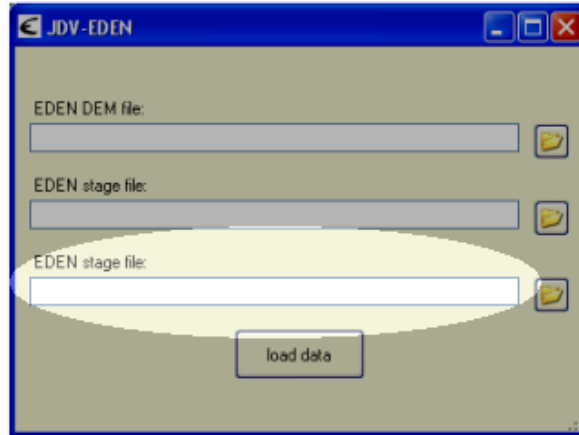 JDV-EDEN
EDEN DEM file:
EDEN stage file:
EDEN stage file:
load data